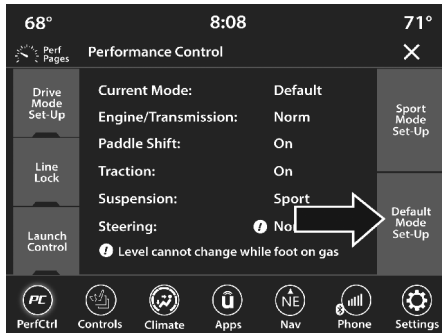 68°
8:08
71°
Perf
Pages
Performance Control
Drive
Mode
Set-Up
Line
Lock
Launch
Control
Current Mode: Default
Engine/Transmission: Norm
Paddle Shift: On
Traction: On
Suspension: Sport
Steering:
Level cannot change while foot on gas
Sport
Mode
Set-Up
Default
Mode
Set-Up
PC
PerfCtrl
Controls
Climate
û
Apps
NE
Nav
Phone
Settings